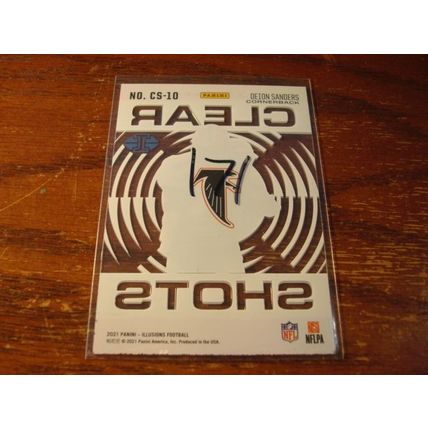 NO. CS-10
PANINI
DEION SANDERS
CORNERBACK
CLEAR
171
SHOTS
2021 PANINI - ILLUSIONS FOOTBALL
© 2021 Panini America, Inc. Produced in the USA.
NFL
NFLPA